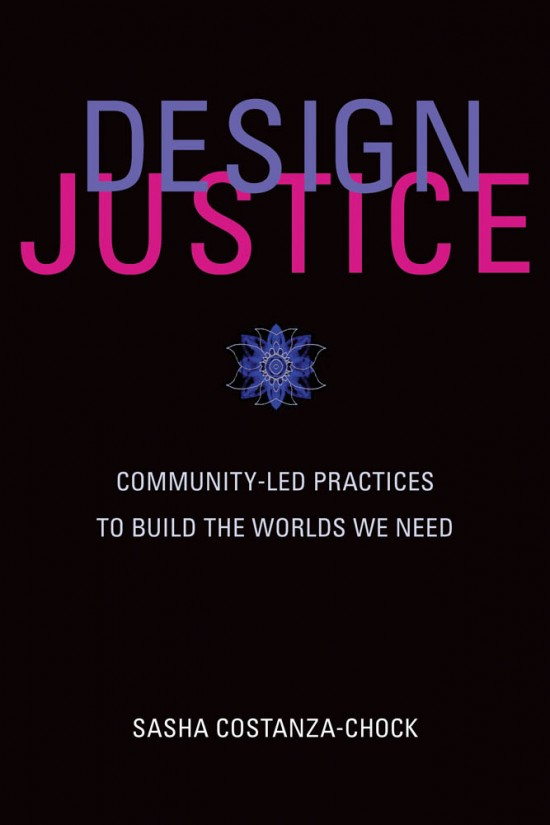 DESIGN
JUSTICE
COMMUNITY-LED PRACTICES
TO BUILD THE WORLDS WE NEED
SASHA COSTANZA-CHOCK